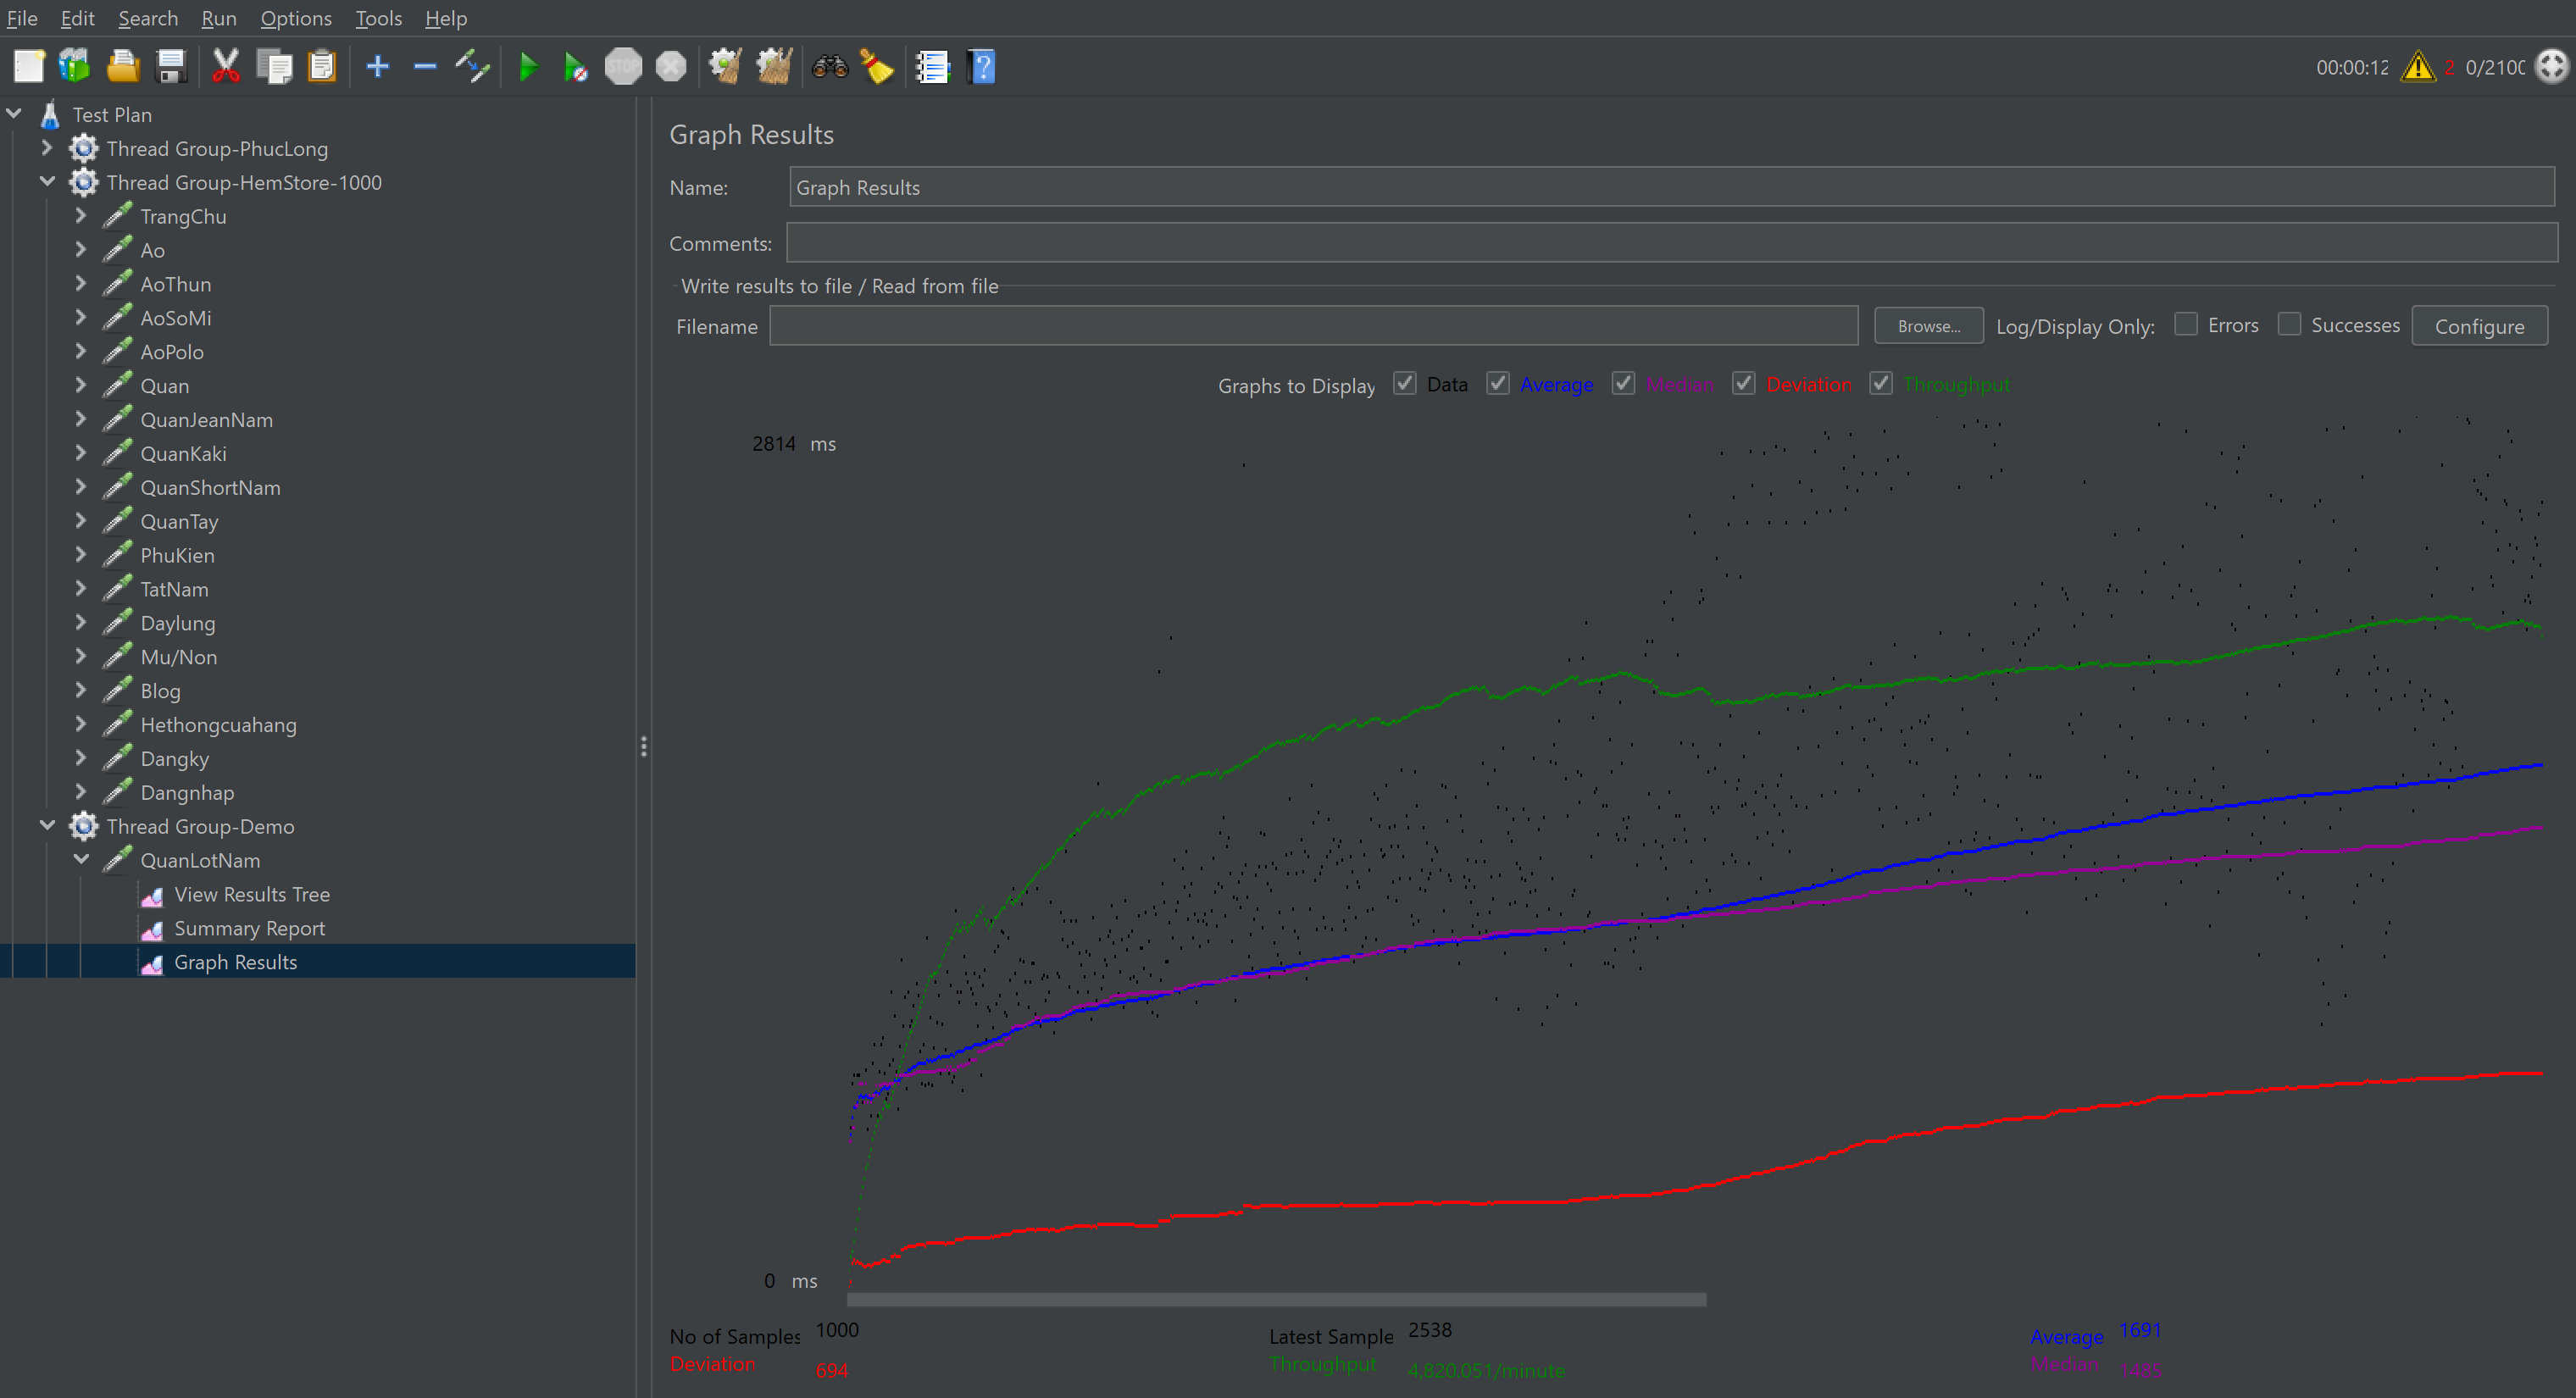 File Edit Search Run Options Tools Help
STOP
00:00:12 2 0/2100
Test Plan
Thread Group-PhucLong
Thread Group-HemStore-1000
TrangChu
Ao
AoThun
AoSoMi
AoPolo
Quan
QuanJeanNam
QuanKaki
QuanShortNam
QuanTay
PhuKien
TatNam
Daylung
Mu/Non
Blog
Hethongcuahang
Dangky
Dangnhap
Thread Group-Demo
QuanLotNam
View Results Tree
Summary Report
Graph Results
Graph Results
Name: Graph Results
Comments:
Write results to file / Read from file
Filename Browse... Log/Display Only: Errors Successes Configure
Graphs to Display Data Average Median Deviation Throughput
2814 ms
0 ms
No of Samples 1000 Latest Sample 2538 Average 1691
Deviation 694 Throughput 4,820.051/minute Median 1485